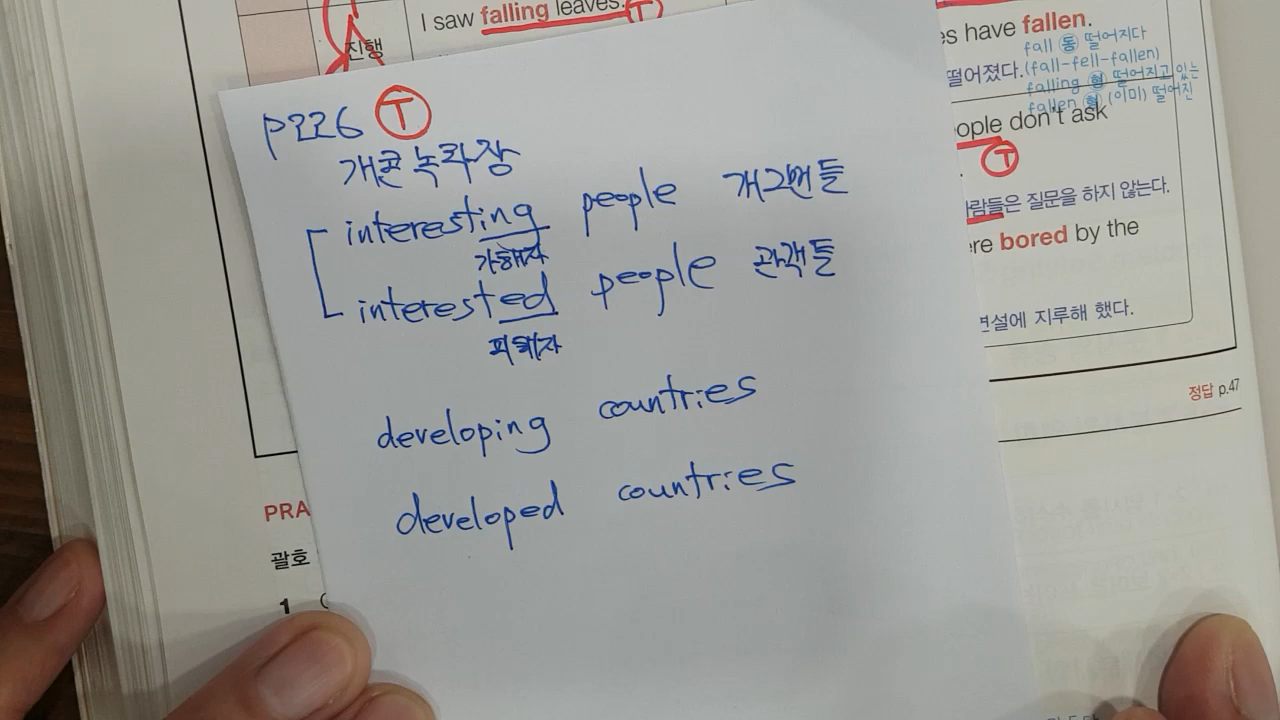 I saw falling leaves.
T
진행
es have fallen.
fall 동 떨어지다
떨어졌다.
(fall-fell-fallen)
falling 형 떨어지고 있는
fallen 형 (이미) 떨어진
eople don't ask
T
사람들은 질문을 하지 않는다.
ere bored by the
연설에 지루해 했다.
정답 p.47
p226 T
개콘 녹화장
interesting people 개그맨들
가해자
interested people 관객들
피해자
developing countries
developed countries
PRA
괄호
1